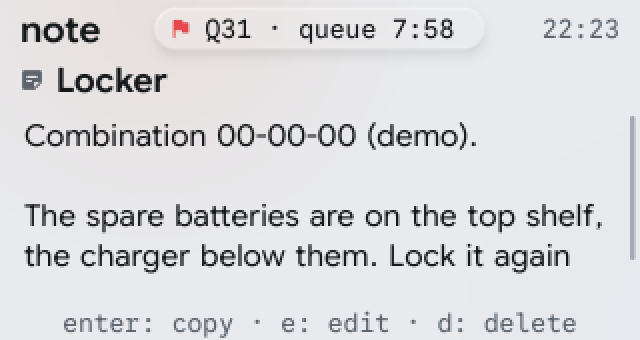 note
Q31 · queue 7:58
22:23
Locker
Combination 00-00-00 (demo).
The spare batteries are on the top shelf,
the charger below them. Lock it again
enter: copy · e: edit · d: delete